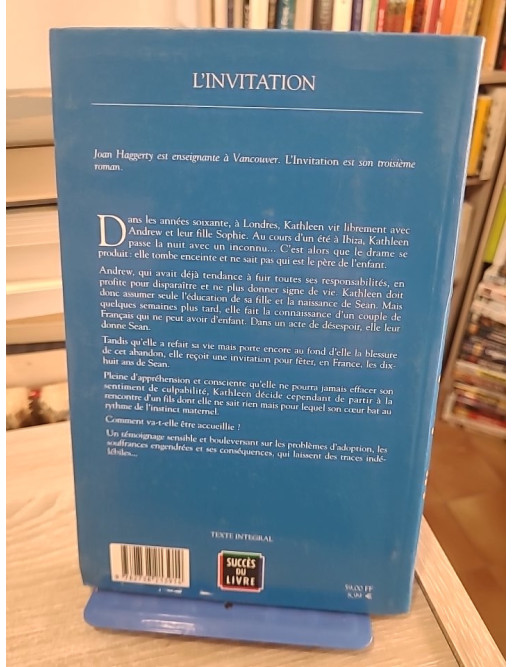 L'INVITATION
Joan Haggerty est enseignante à Vancouver. L'Invitation est son troisième
roman.
Dans les années soixante, à Londres, Kathleen vit librement avec
Andrew et leur fille Sophie. Au cours d'un été à Ibiza, Kathleen
passe la nuit avec un inconnu... C'est alors que le drame se
produit : elle tombe enceinte et ne sait pas qui est le père de l'enfant.
Andrew, qui avait déjà tendance à fuir toutes ses responsabilités, en
profite pour disparaître et ne plus donner signe de vie. Kathleen doit
donc assumer seule l'éducation de sa fille et la naissance de Sean. Mais
quelques semaines plus tard, elle fait la connaissance d'un couple de
Français qui ne peut avoir d'enfant. Dans un acte de désespoir, elle leur
donne Sean.
Tandis qu'elle a refait sa vie mais porte encore au fond d'elle la blessure
de cet abandon, elle reçoit une invitation pour fêter, en France, les dix-
huit ans de Sean.
Pleine d'appréhension et consciente qu'elle ne pourra jamais effacer son
sentiment de culpabilité, Kathleen décide cependant de partir à la
rencontre d'un fils dont elle ne sait rien mais pour lequel son cœur bat au
rythme de l'instinct maternel.
Comment va-t-elle être accueillie ?
Un témoignage sensible et bouleversant sur les problèmes d'adoption, les
souffrances engendrées et ses conséquences, qui laissent des traces indé-
lébiles...
TEXTE INTEGRAL
SUCCÈS
DU
LIVRE
59,00 FF
8,99 €